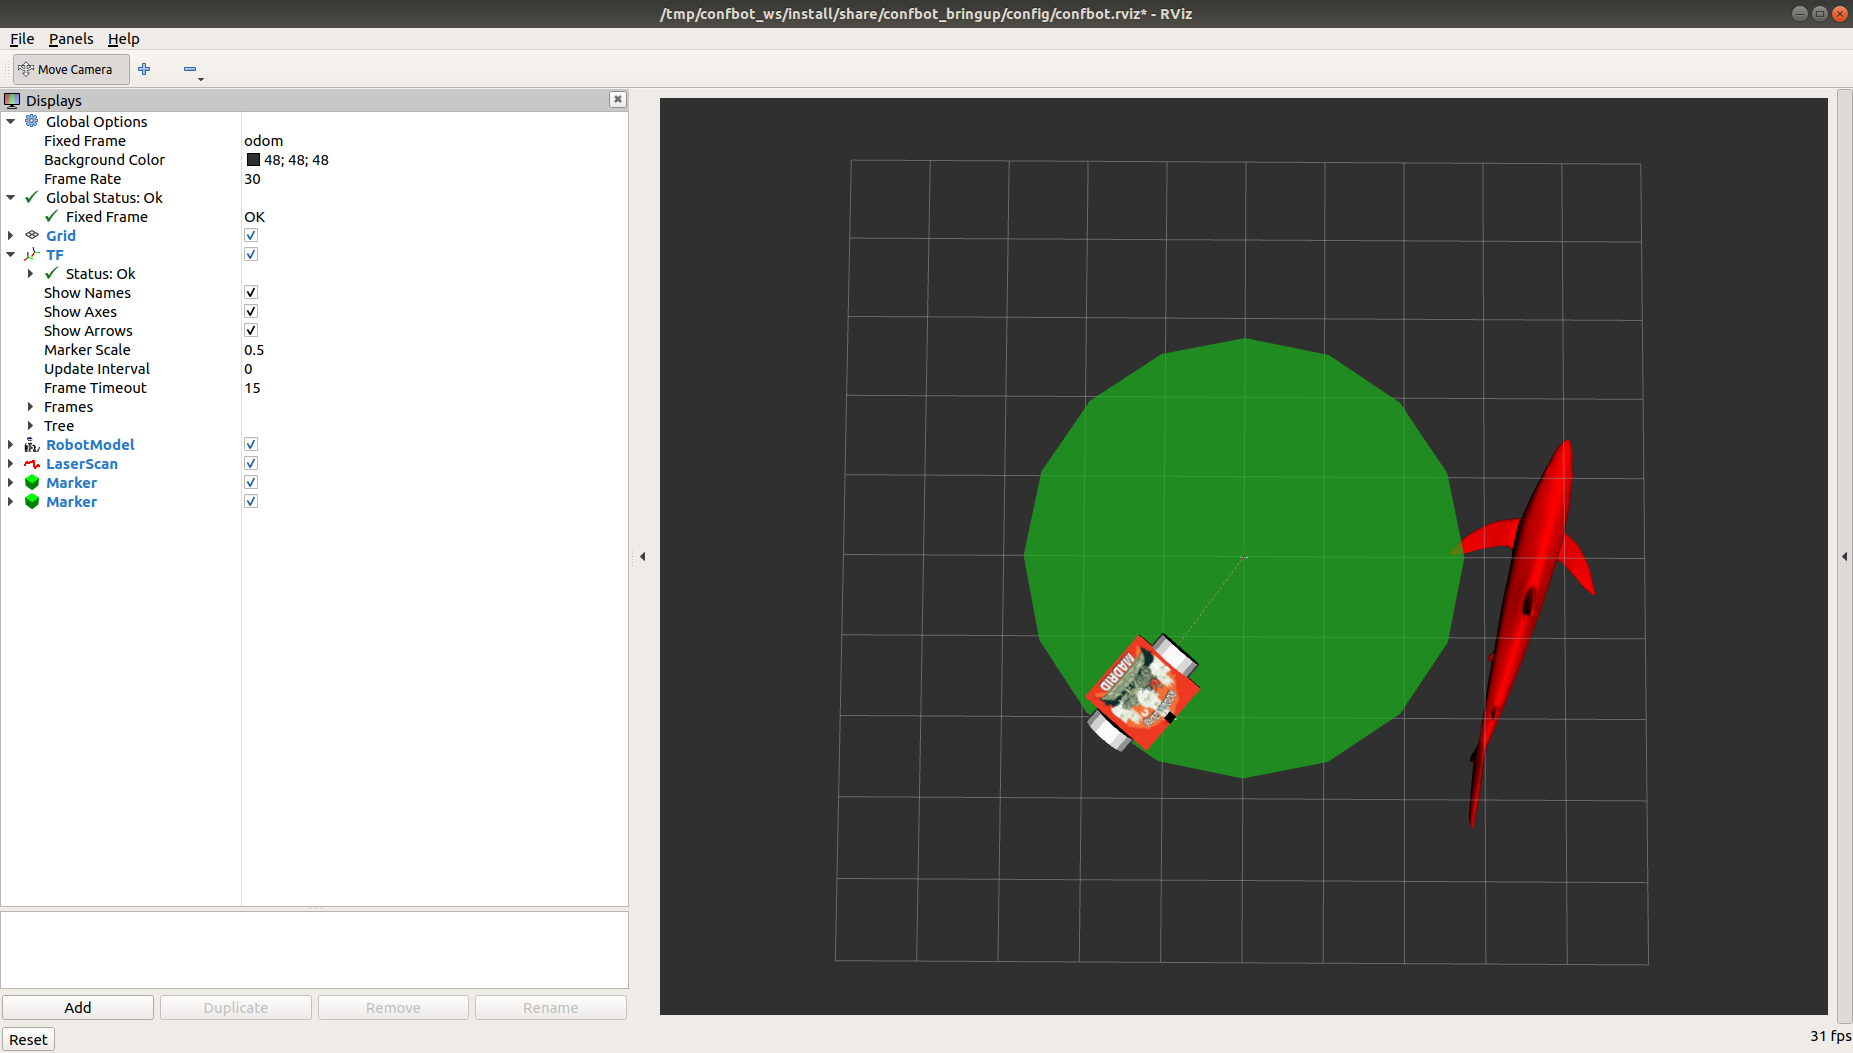 /tmp/confbot_ws/install/share/confbot_bringup/config/confbot.rviz* - RViz
File Panels Help
Move Camera
Displays
Global Options
Fixed Frame odom
Background Color 48; 48; 48
Frame Rate 30
Global Status: Ok
Fixed Frame OK
Grid
TF
Status: Ok
Show Names
Show Axes
Show Arrows
Marker Scale 0.5
Update Interval 0
Frame Timeout 15
Frames
Tree
RobotModel
LaserScan
Marker
Marker
MADRID
Add Duplicate Remove Rename
Reset
31 fps